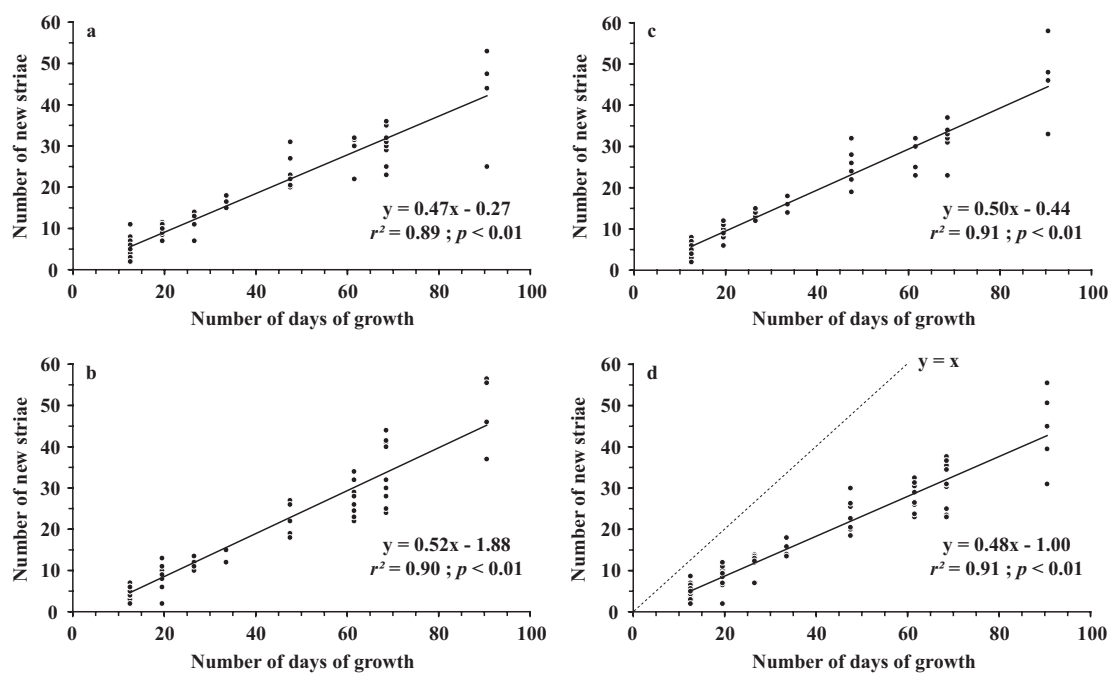 a
60
50
40
30
20
10
0
Number of new striae
y = 0.47x - 0.27
r² = 0.89 ; p < 0.01
0 20 40 60 80 100
Number of days of growth
c
60
50
40
30
20
10
0
Number of new striae
y = 0.50x - 0.44
r² = 0.91 ; p < 0.01
0 20 40 60 80 100
Number of days of growth
b
60
50
40
30
20
10
0
Number of new striae
y = 0.52x - 1.88
r² = 0.90 ; p < 0.01
0 20 40 60 80 100
Number of days of growth
d
60
50
40
30
20
10
0
Number of new striae
y = x
y = 0.48x - 1.00
r² = 0.91 ; p < 0.01
0 20 40 60 80 100
Number of days of growth